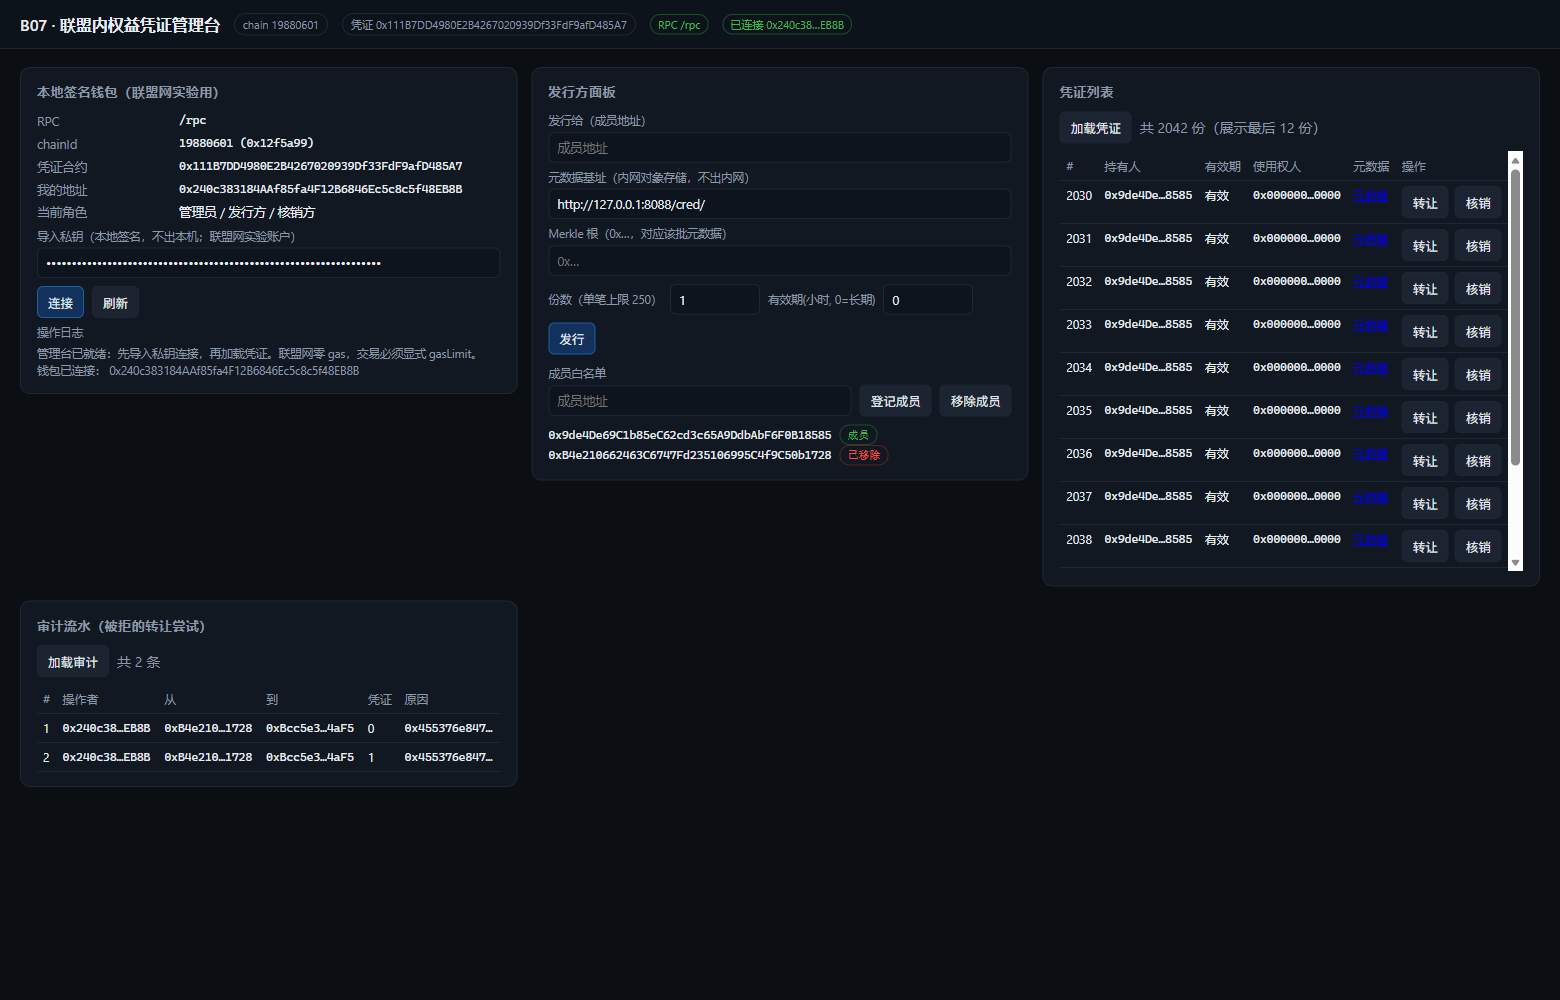 B07 · 联盟内权益凭证管理台 chain 19880601 凭证 0x111B7DD4980E2B4267020939Df33FdF9afD485A7 RPC /rpc 已连接 0x240c38…EB8B
本地签名钱包（联盟网实验用）
RPC /rpc
chainId 19880601 (0x12f5a99)
凭证合约 0x111B7DD4980E2B4267020939Df33FdF9afD485A7
我的地址 0x240c383184AAf85fa4F12B6846Ec5c8c5f48EB8B
当前角色 管理员 / 发行方 / 核销方
导入私钥（本地签名，不出本机；联盟网实验账户）
连接 刷新
操作日志
管理台已就绪：先导入私钥连接，再加载凭证。联盟网零 gas，交易必须显式 gasLimit。
钱包已连接： 0x240c383184AAf85fa4F12B6846Ec5c8c5f48EB8B
发行方面板
发行给（成员地址）
成员地址
元数据基址（内网对象存储，不出内网）
http://127.0.0.1:8088/cred/
Merkle 根（0x…，对应该批元数据）
0x…
份数（单笔上限 250） 1 有效期(小时, 0=长期) 0
发行
成员白名单
成员地址 登记成员 移除成员
0x9de4De69C1b85eC62cd3c65A9DdbAbF6F0B18585 成员
0xB4e210662463C6747Fd235106995C4f9C50b1728 已移除
凭证列表
加载凭证 共 2042 份（展示最后 12 份）
# 持有人 有效期 使用权人 元数据 操作
2030 0x9de4De…8585 有效 0x000000…0000 元数据 转让 核销
2031 0x9de4De…8585 有效 0x000000…0000 元数据 转让 核销
2032 0x9de4De…8585 有效 0x000000…0000 元数据 转让 核销
2033 0x9de4De…8585 有效 0x000000…0000 元数据 转让 核销
2034 0x9de4De…8585 有效 0x000000…0000 元数据 转让 核销
2035 0x9de4De…8585 有效 0x000000…0000 元数据 转让 核销
2036 0x9de4De…8585 有效 0x000000…0000 元数据 转让 核销
2037 0x9de4De…8585 有效 0x000000…0000 元数据 转让 核销
2038 0x9de4De…8585 有效 0x000000…0000 元数据 转让 核销
审计流水（被拒的转让尝试）
加载审计 共 2 条
# 操作者 从 到 凭证 原因
1 0x240c38…EB8B 0xB4e210…1728 0xBcc5e3…4aF5 0 0x455376e847…
2 0x240c38…EB8B 0xB4e210…1728 0xBcc5e3…4aF5 1 0x455376e847…